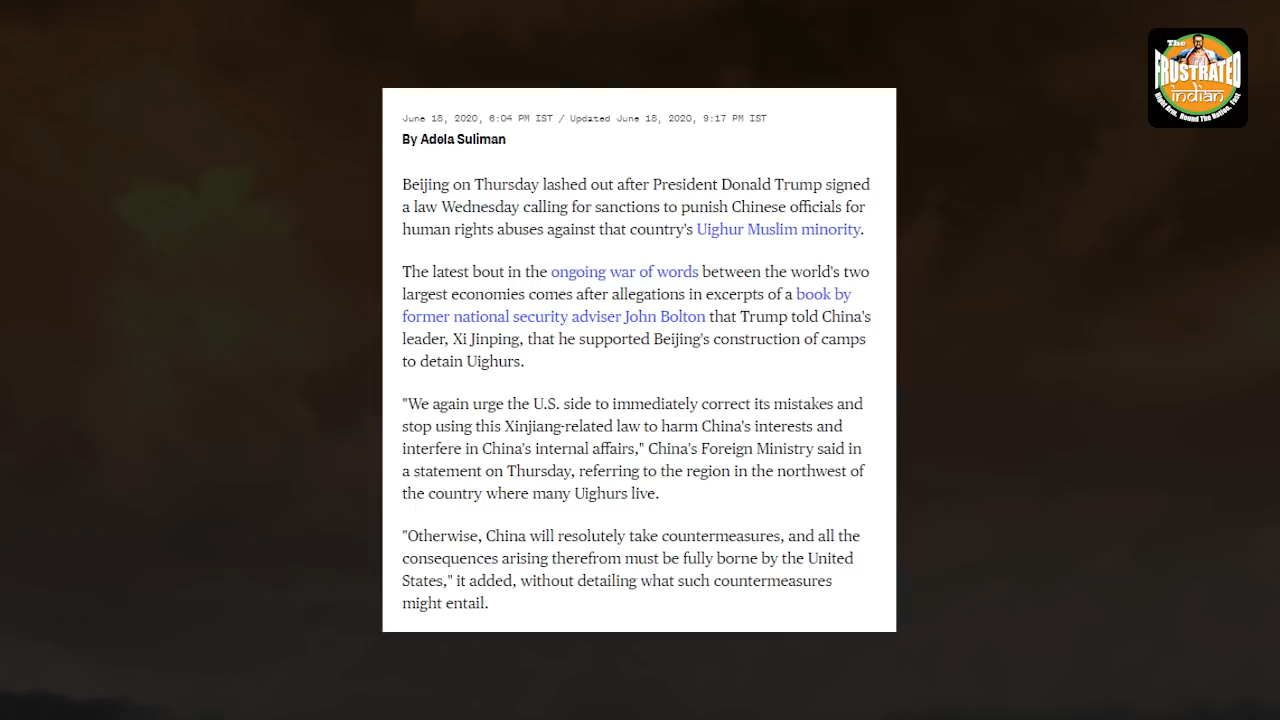 The
FRUSTRATED
indian
Right Arm, Round The Nation, Fast
June 18, 2020, 6:04 PM IST / Updated June 18, 2020, 9:17 PM IST
By Adela Suliman
Beijing on Thursday lashed out after President Donald Trump signed
a law Wednesday calling for sanctions to punish Chinese officials for
human rights abuses against that country's Uighur Muslim minority.
The latest bout in the ongoing war of words between the world's two
largest economies comes after allegations in excerpts of a book by
former national security adviser John Bolton that Trump told China's
leader, Xi Jinping, that he supported Beijing's construction of camps
to detain Uighurs.
"We again urge the U.S. side to immediately correct its mistakes and
stop using this Xinjiang-related law to harm China's interests and
interfere in China's internal affairs," China's Foreign Ministry said in
a statement on Thursday, referring to the region in the northwest of
the country where many Uighurs live.
"Otherwise, China will resolutely take countermeasures, and all the
consequences arising therefrom must be fully borne by the United
States," it added, without detailing what such countermeasures
might entail.